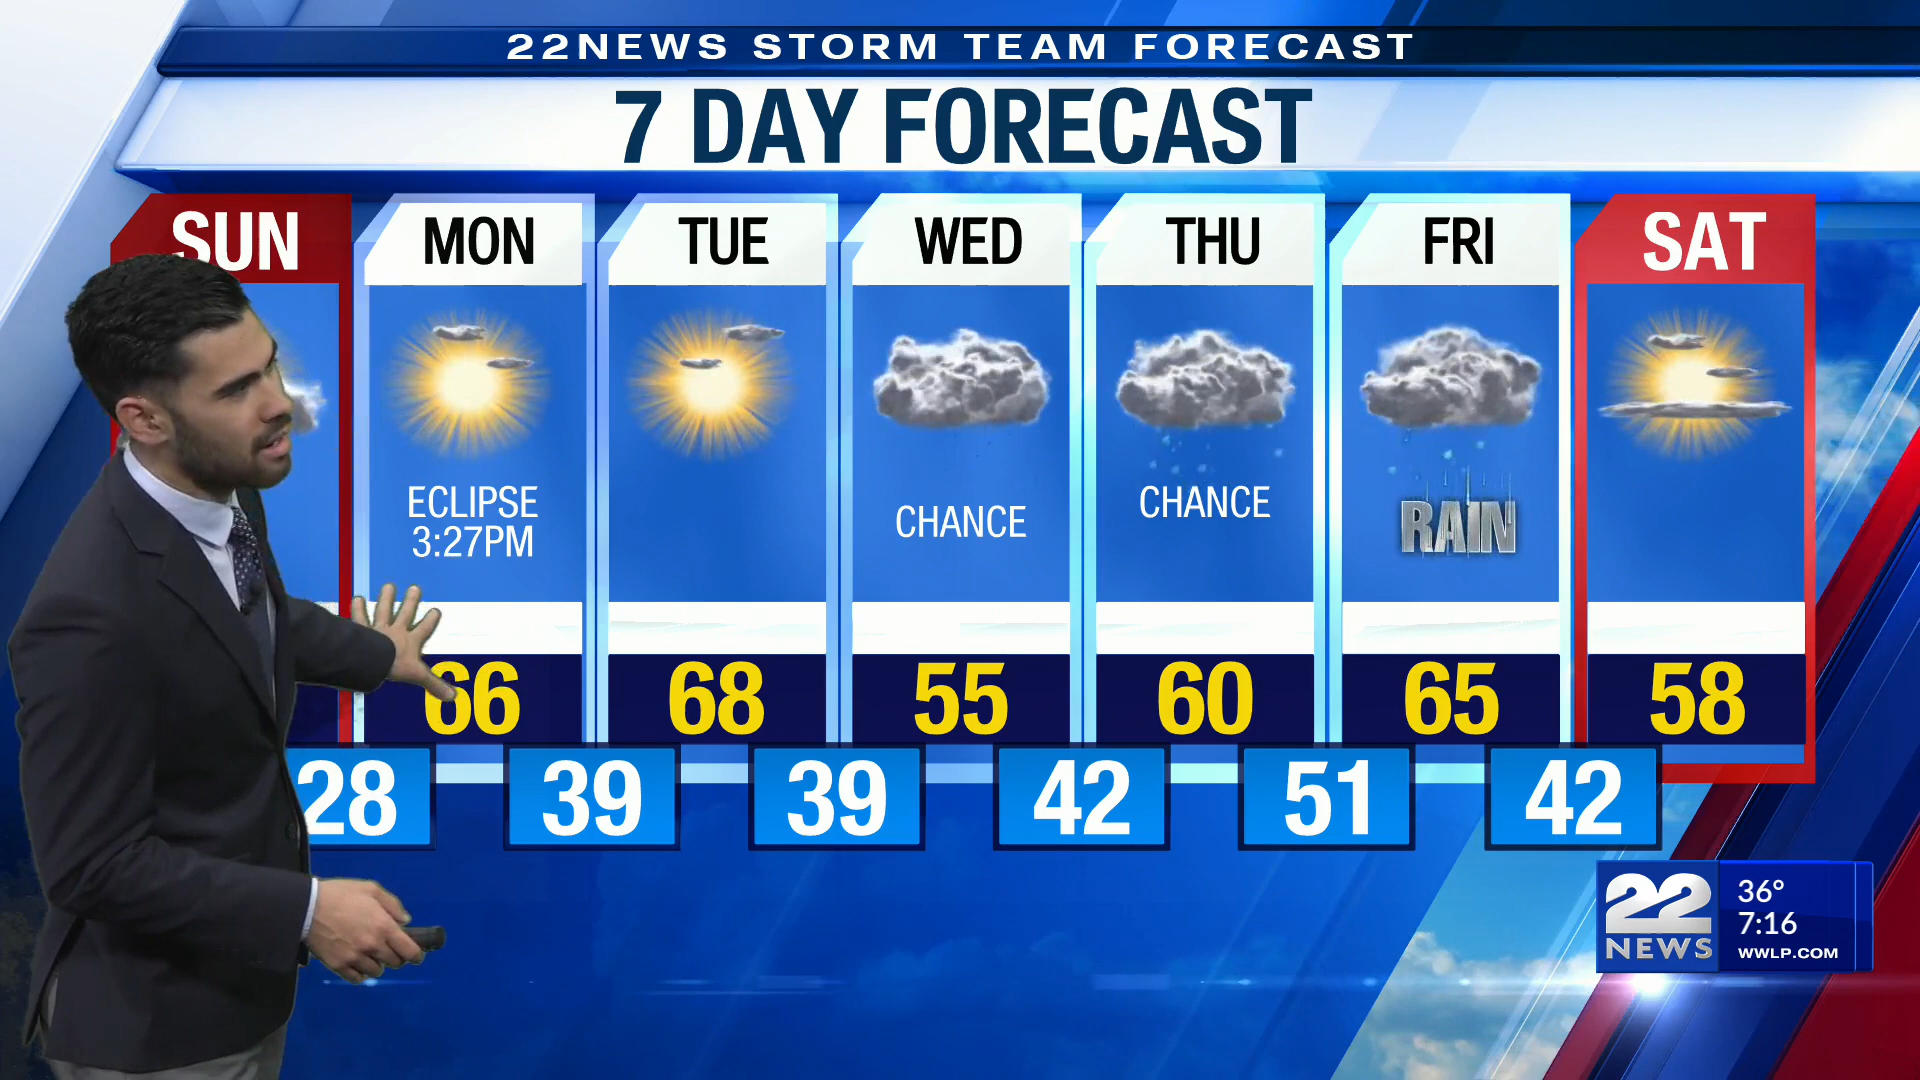 22NEWS STORM TEAM FORECAST
7 DAY FORECAST
SUN MON TUE WED THU FRI SAT
ECLIPSE
3:27PM
CHANCE
CHANCE
RAIN
66 68 55 60 65 58
28 39 39 42 51 42
22
NEWS
36°
7:16
WWLP.COM